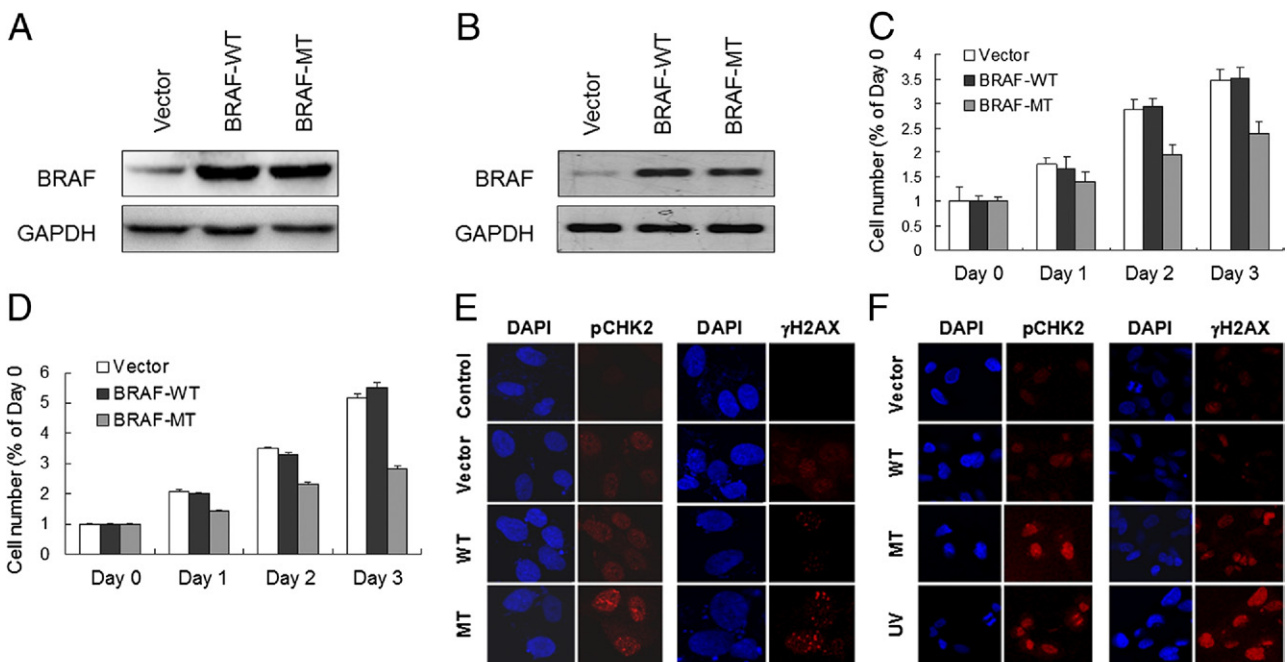 A
Vector
BRAF-WT
BRAF-MT
BRAF
GAPDH
B
Vector
BRAF-WT
BRAF-MT
BRAF
GAPDH
C
Cell number (% of Day 0
4
3.5
3
2.5
2
1.5
1
0.5
0
Vector
BRAF-WT
BRAF-MT
Day 0 Day 1 Day 2 Day 3
D
Cell number (% of Day 0
6
5
4
3
2
1
0
Vector
BRAF-WT
BRAF-MT
Day 0 Day 1 Day 2 Day 3
E
DAPI pCHK2 DAPI γH2AX
Control
Vector
WT
MT
F
DAPI pCHK2 DAPI γH2AX
Vector
WT
MT
UV